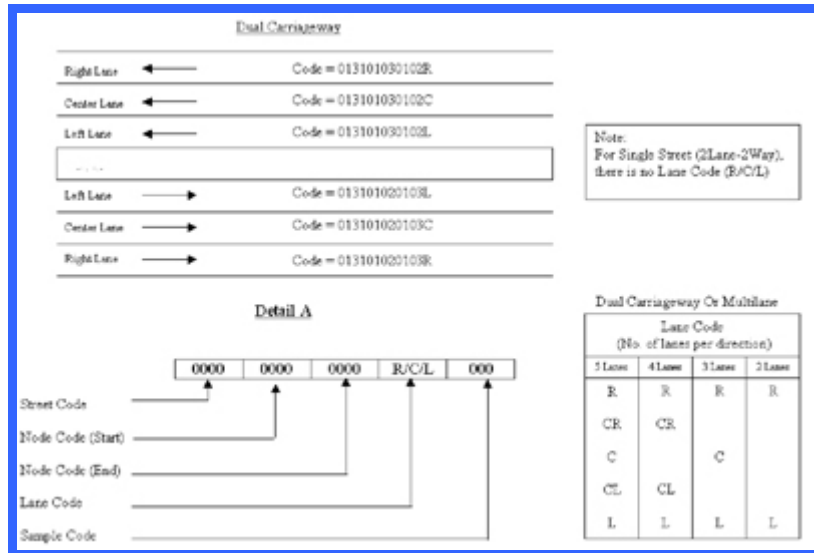 Dual Carriageway
Right Lane Code = 013101030102R
Center Lane Code = 013101030102C
Left Lane Code = 013101030102L
Left Lane Code = 013101020103L
Center Lane Code = 013101020103C
Right Lane Code = 013101020103R
Note:
For Single Street (2Lane-2Way),
there is no Lane Code (R/C/L)
Detail A
0000 0000 0000 R/C/L 000
Street Code
Node Code (Start)
Node Code (End)
Lane Code
Sample Code
Dual Carriageway Or Multilane
Lane Code
(No. of lanes per direction)
5 Lanes 4 Lanes 3 Lanes 2 Lanes
R R R R
CR CR
C C
CL CL
L L L L